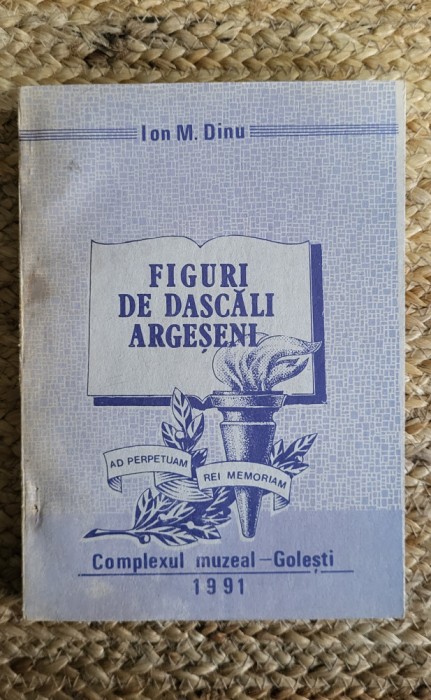 Ion M. Dinu
FIGURI
DE DASCĂLI
ARGEȘENI
AD PERPETUAM
REI MEMORIAM
Complexul muzeal-Golești
1991